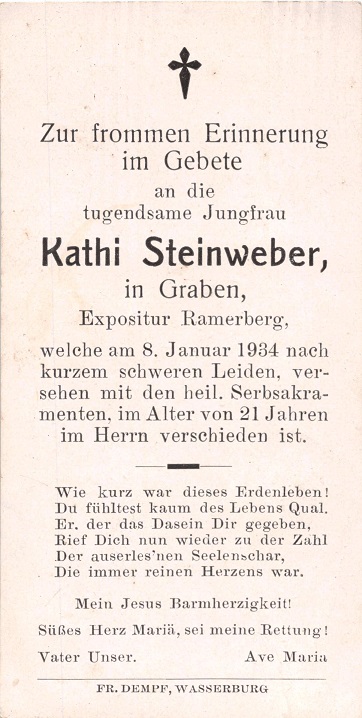 Zur frommen Erinnerung
im Gebete
an die
tugendsame Jungfrau
Kathi Steinweber,
in Graben,
Expositur Ramerberg,
welche am 8. Januar 1934 nach
kurzem schweren Leiden, ver-
sehen mit den heil. Serbsakra-
menten, im Alter von 21 Jahren
im Herrn verschieden ist.
Wie kurz war dieses Erdenleben!
Du fühltest kaum des Lebens Qual.
Er, der das Dasein Dir gegeben,
Rief Dich nun wieder zu der Zahl
Der auserles'nen Seelenschar,
Die immer reinen Herzens war.
Mein Jesus Barmherzigkeit!
Süßes Herz Mariä, sei meine Rettung!
Vater Unser. Ave Maria
FR. DEMPF, WASSERBURG